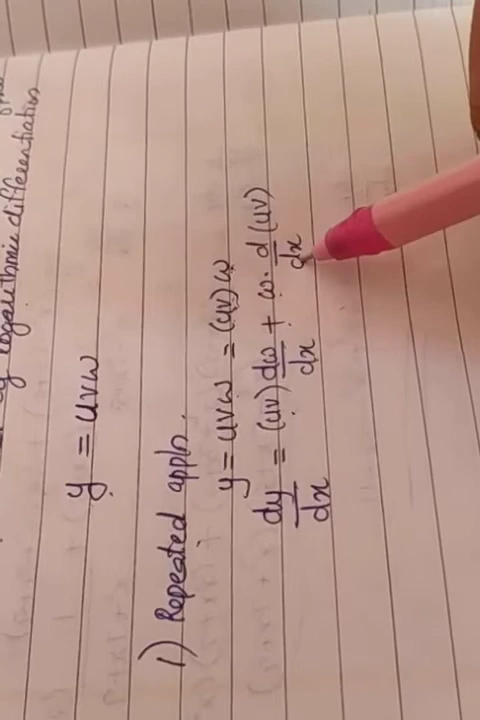 logarithmic differentiation
y = uvw
1) Repeated appln.
y = uvw = (uv)w
dy/dx = (uv) dw/dx + w. d/dx (uv)